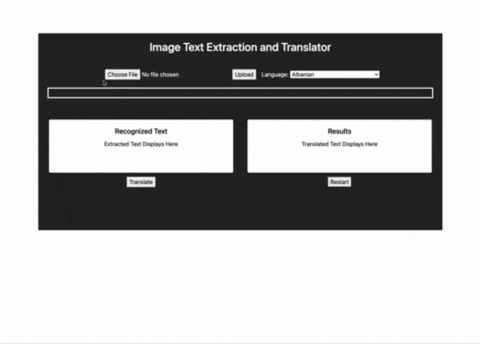 Image Text Extraction and Translator
Choose File No file chosen Upload Language: Albanian
Recognized Text
Extracted Text Displays Here
Translate
Results
Translated Text Displays Here
Restart